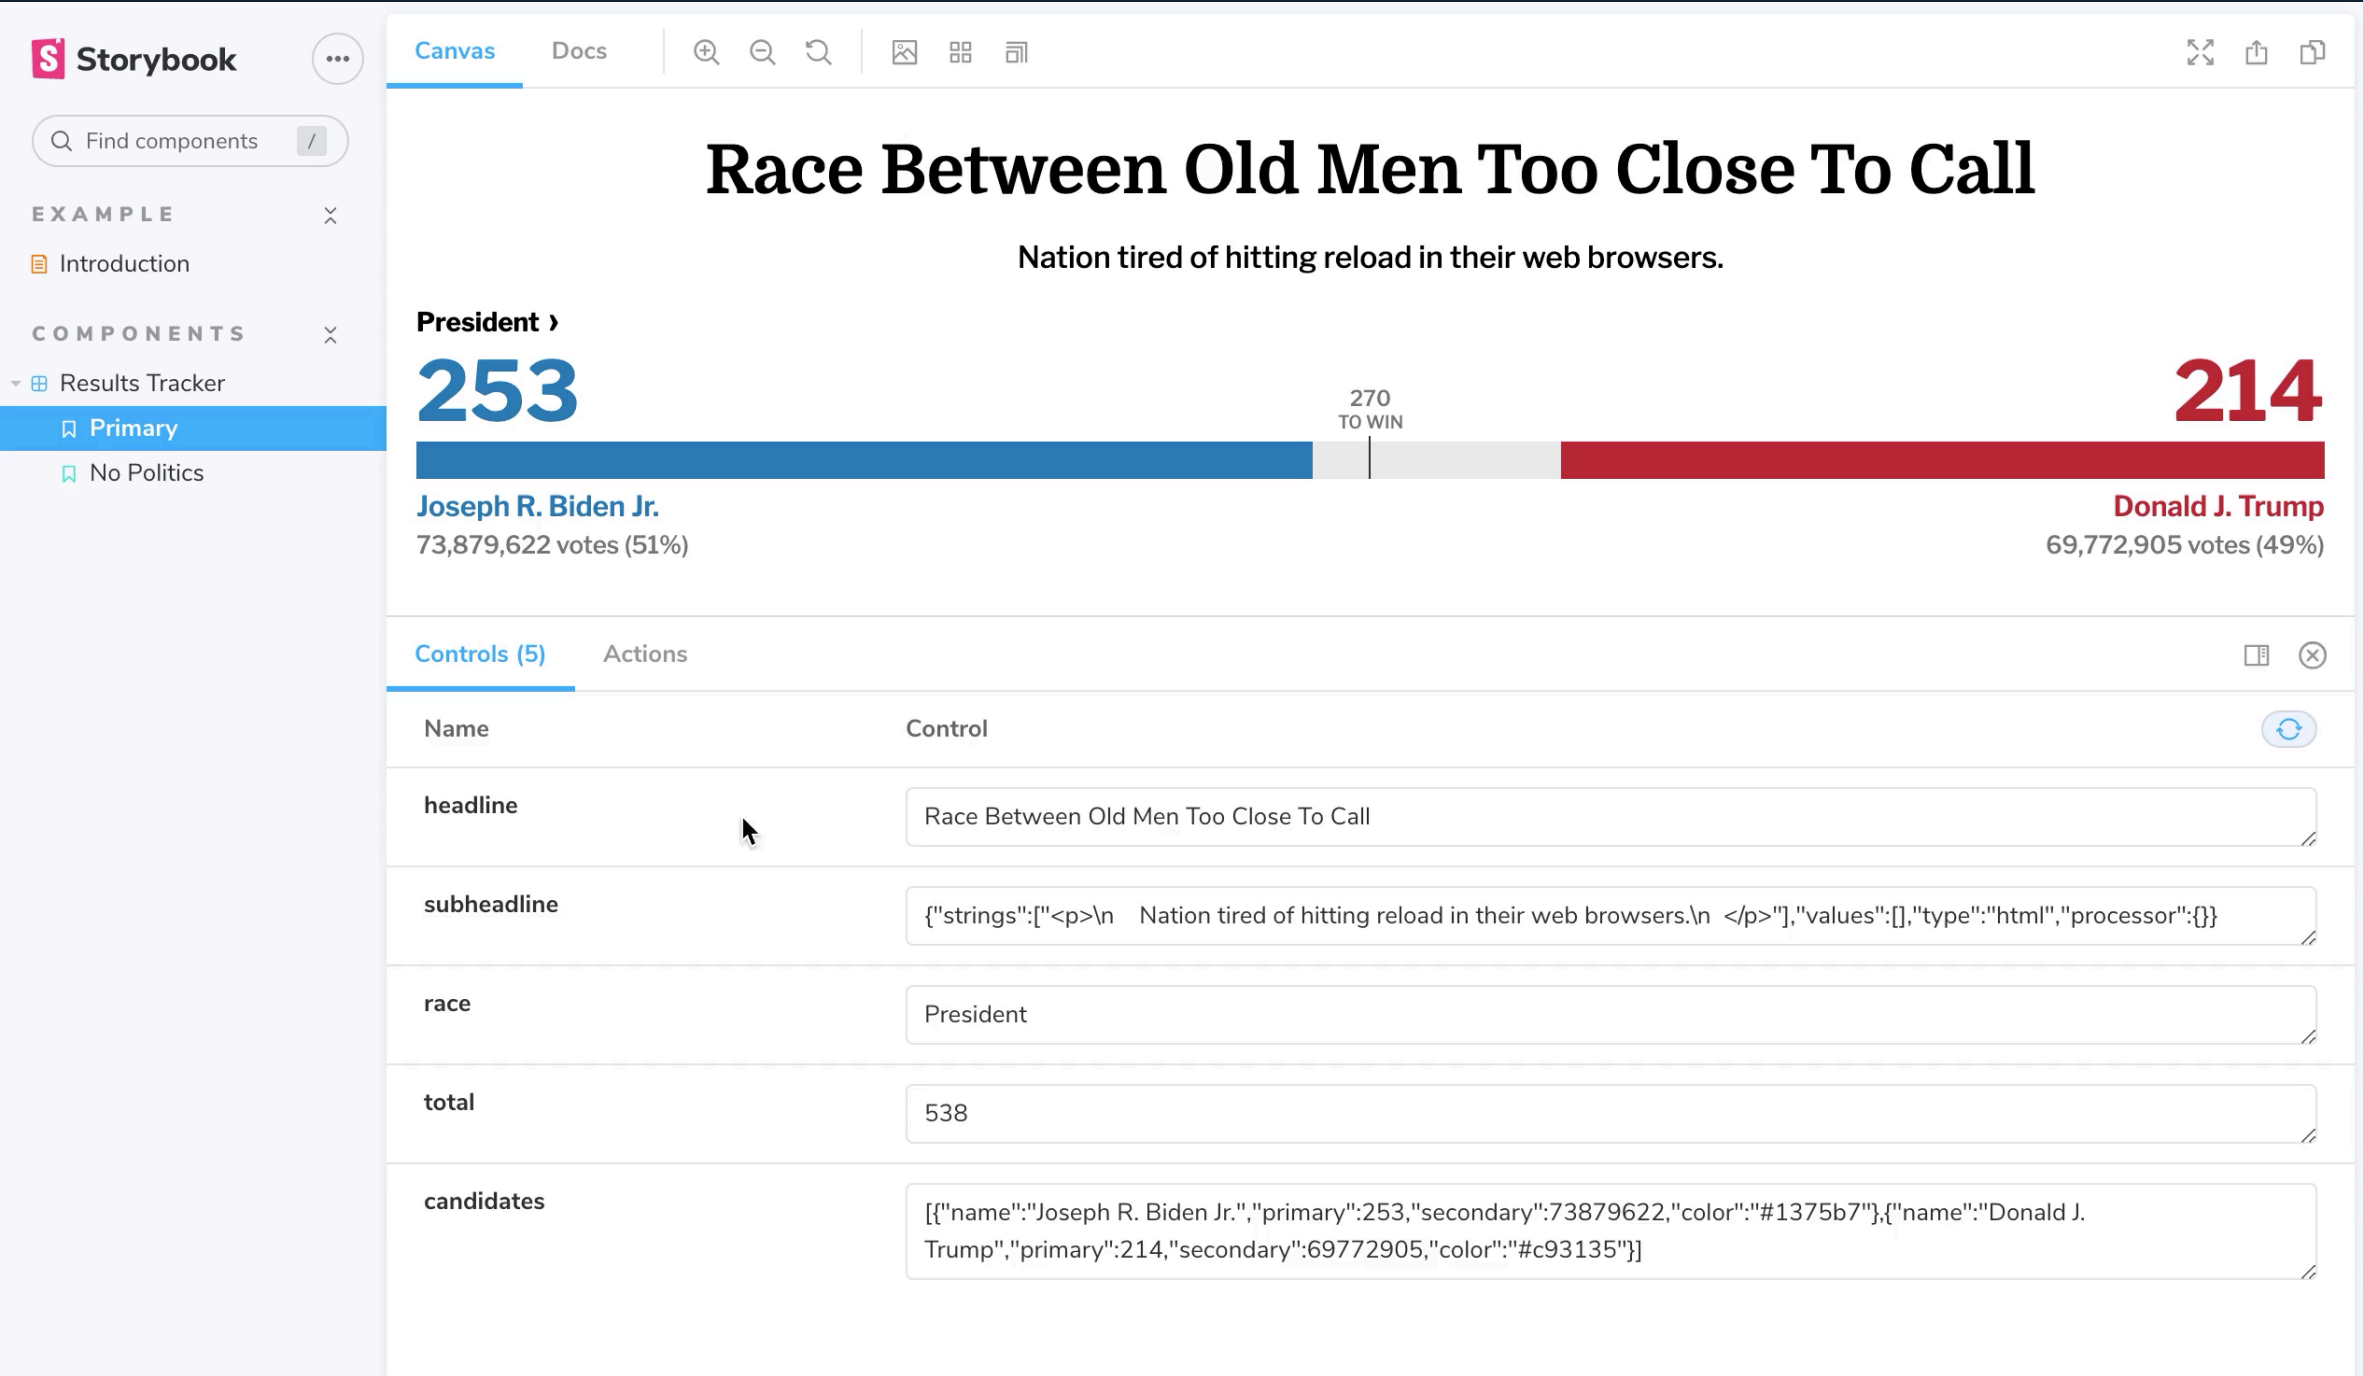 Storybook
Find components /
EXAMPLE
Introduction
COMPONENTS
Results Tracker
Primary
No Politics
Canvas Docs
Race Between Old Men Too Close To Call
Nation tired of hitting reload in their web browsers.
President ›
253
270
TO WIN
214
Joseph R. Biden Jr.
73,879,622 votes (51%)
Donald J. Trump
69,772,905 votes (49%)
Controls (5) Actions
Name Control
headline Race Between Old Men Too Close To Call
subheadline {"strings":["<p>\n    Nation tired of hitting reload in their web browsers.\n  </p>"],"values":[],"type":"html","processor":{}}
race President
total 538
candidates [{"name":"Joseph R. Biden Jr.","primary":253,"secondary":73879622,"color":"#1375b7"},{"name":"Donald J.
Trump","primary":214,"secondary":69772905,"color":"#c93135"}]